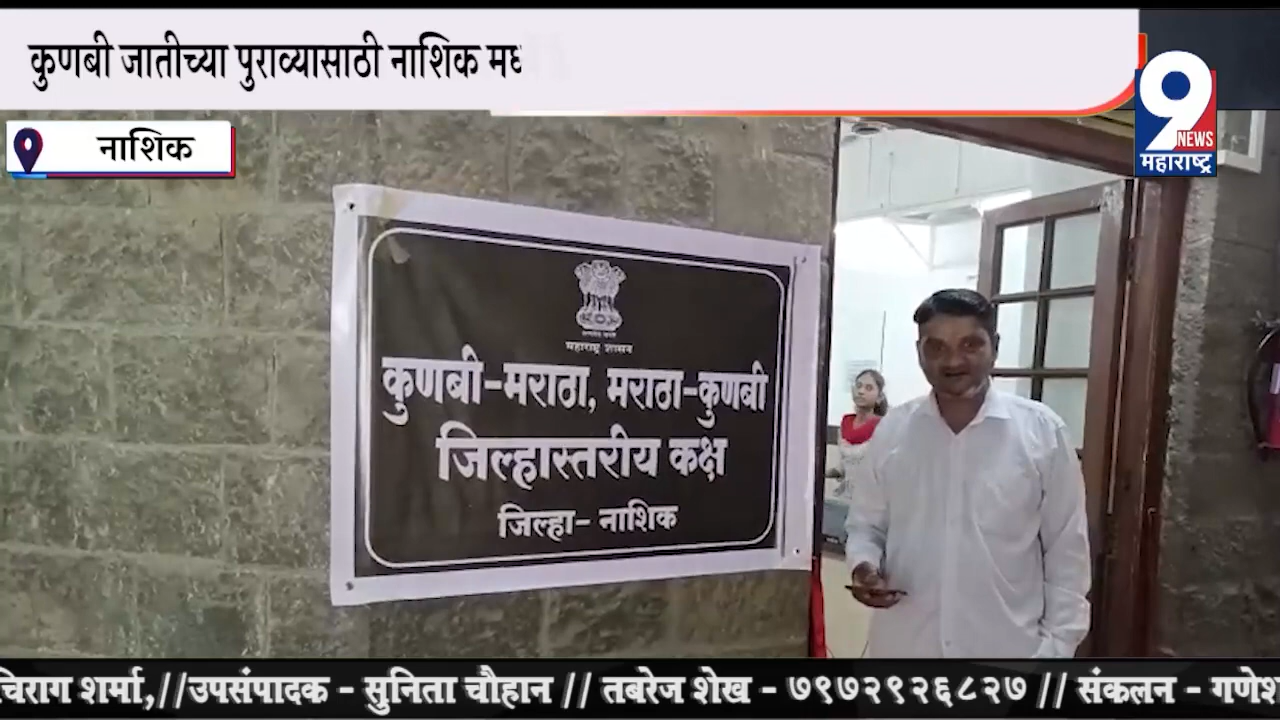 कुणबी जातीच्या पुराव्यासाठी नाशिक
9
NEWS
महाराष्ट्र
नाशिक
महाराष्ट्र शासन
कुणबी-मराठा, मराठा-कुणबी
जिल्हास्तरीय कक्ष
जिल्हा- नाशिक
चिराग शर्मा,//उपसंपादक - सुनिता चौहान // तबरेज शेख - ७९७२९२६८२७ // संकलन - गणेश